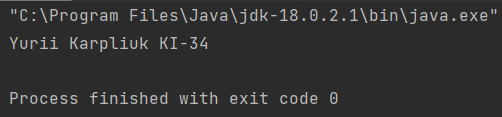 "C:\Program Files\Java\jdk-18.0.2.1\bin\java.exe"
Yurii Karpliuk KI-34
Process finished with exit code 0